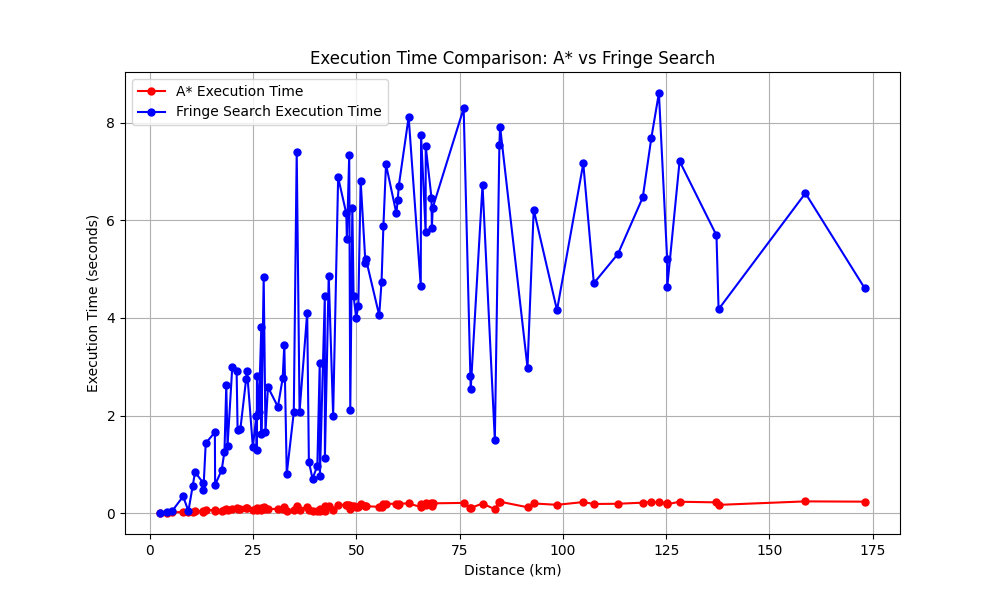 Execution Time Comparison: A* vs Fringe Search
A* Execution Time
Fringe Search Execution Time
Execution Time (seconds)
8
6
4
2
0
0 25 50 75 100 125 150 175
Distance (km)